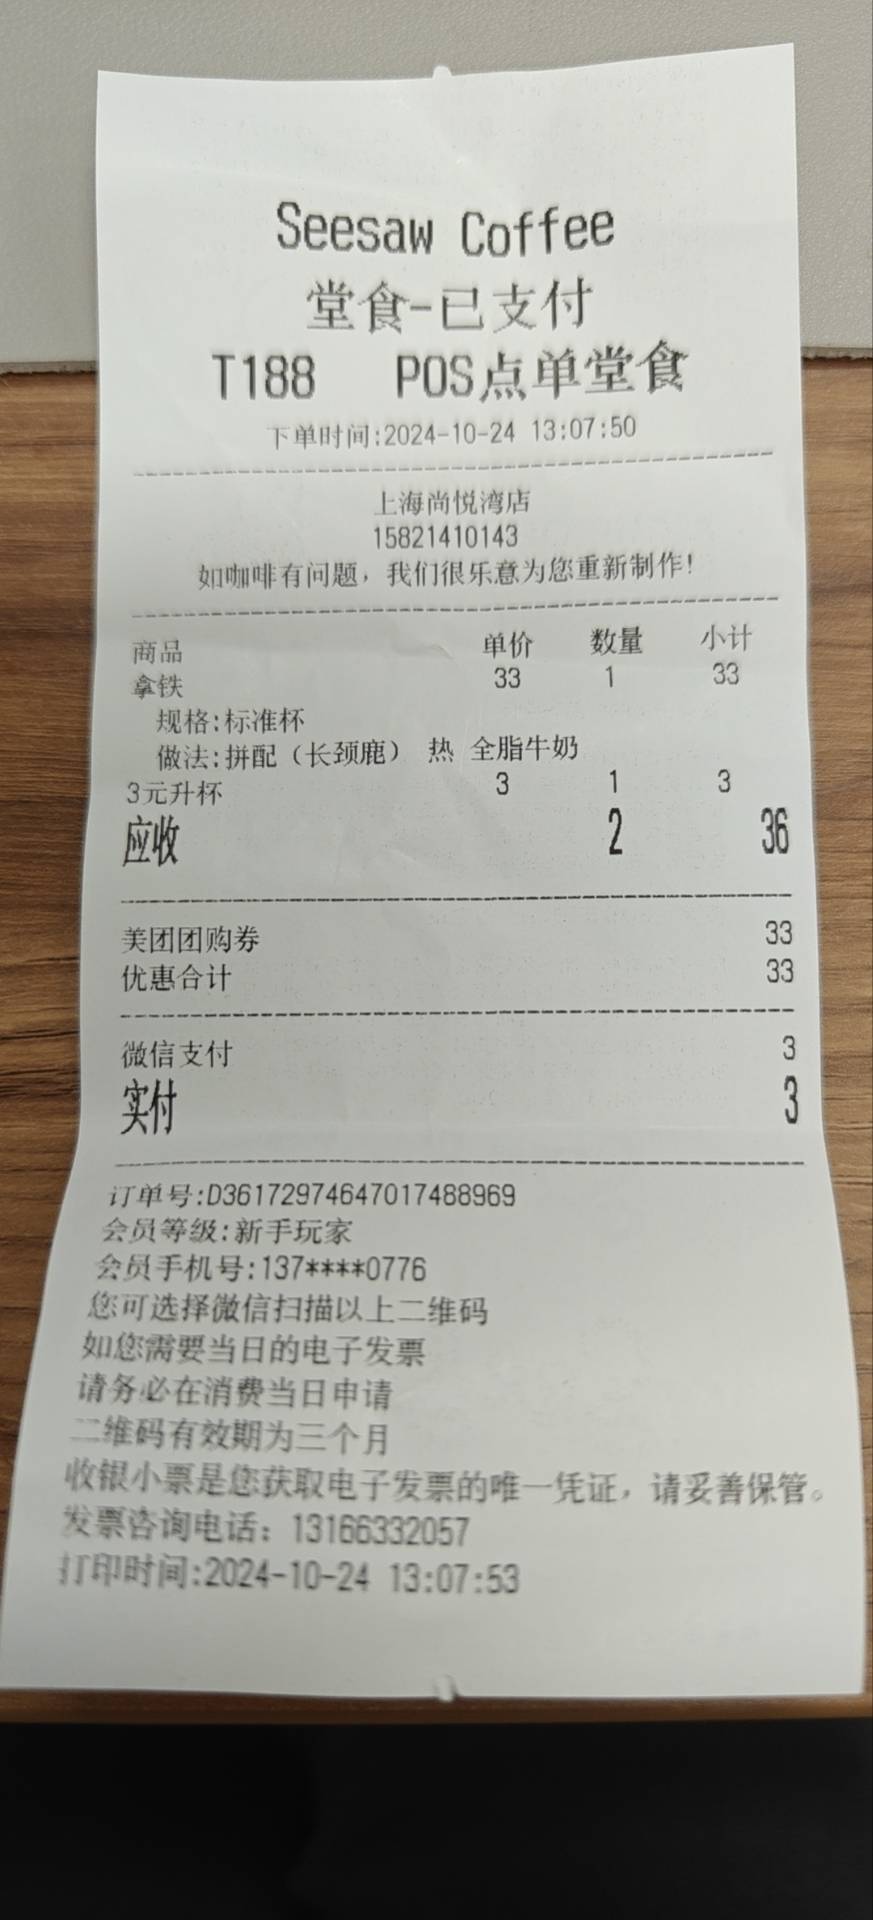 Seesaw Coffee
堂食-已支付
T188 POS点单堂食
下单时间:2024-10-24 13:07:50
上海尚悦湾店
15821410143
如咖啡有问题，我们很乐意为您重新制作!
商品 单价 数量 小计
拿铁 33 1 33
规格:标准杯
做法:拼配（长颈鹿） 热 全脂牛奶
3元升杯 3 1 3
应收 2 36
美团团购券 33
优惠合计 33
微信支付 3
实付 3
订单号:D361729746470174 88969
会员等级:新手玩家
会员手机号:137****0776
您可选择微信扫描以上二维码
如您需要当日的电子发票
请务必在消费当日申请
二维码有效期为三个月
收银小票是您获取电子发票的唯一凭证，请妥善保管。
发票咨询电话：13166332057
打印时间:2024-10-24 13:07:53